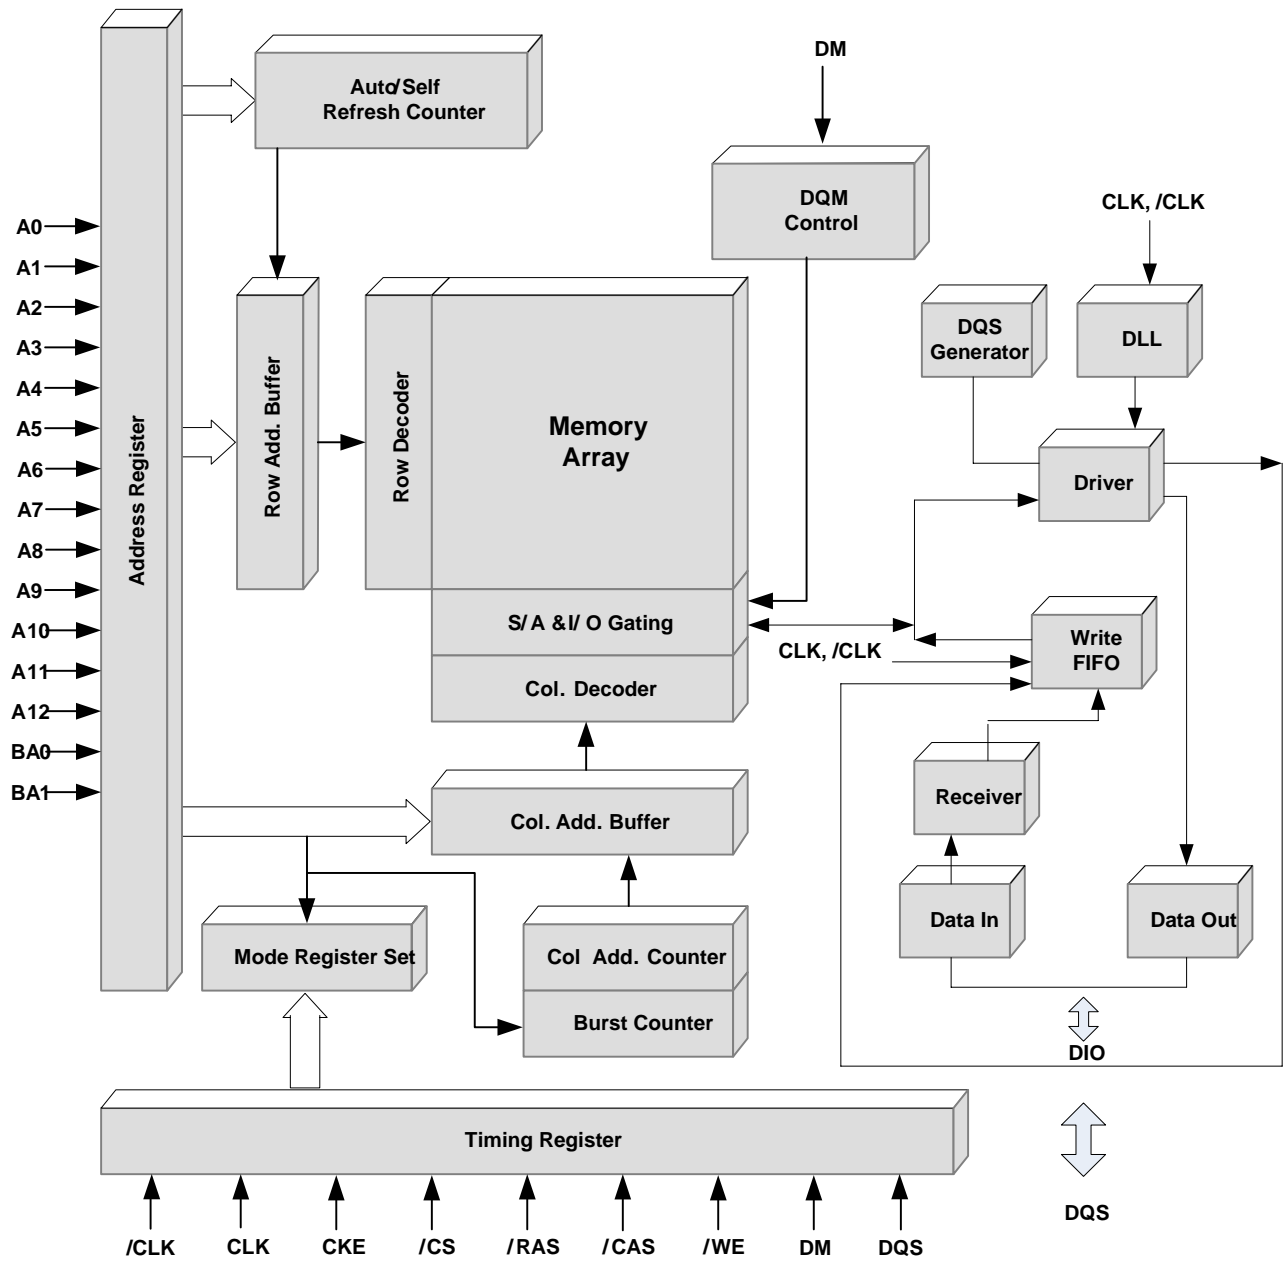 DM
Auto/Self
Refresh Counter
DQM
Control
CLK, /CLK
A0
A1
A2
A3
A4
A5
A6
A7
A8
A9
A10
A11
A12
BA0
BA1
Address Register
Row Add. Buffer
Row Decoder
Memory
Array
DQS
Generator
DLL
Driver
S/A &I/O Gating
CLK, /CLK
Write
FIFO
Col. Decoder
Receiver
Col. Add. Buffer
Data In
Data Out
Mode Register Set
Col Add. Counter
Burst Counter
DIO
Timing Register
DQS
/CLK
CLK
CKE
/CS
/RAS
/CAS
/WE
DM
DQS